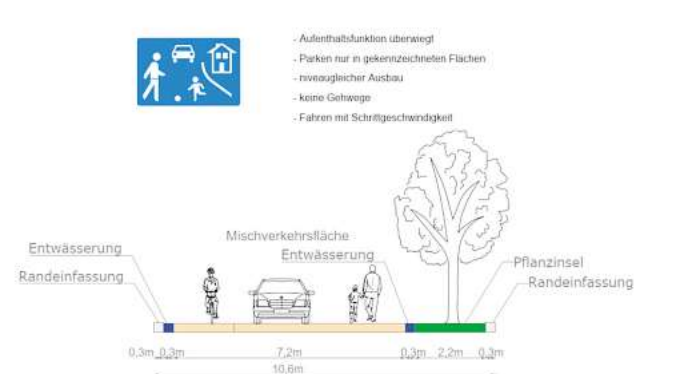 - Aufenthaltsfunktion überwiegt
- Parken nur in gekennzeichneten Flächen
- niveaugleicher Ausbau
- keine Gehwege
- Fahren mit Schrittgeschwindigkeit
Mischverkehrsfläche
Entwässerung
Entwässerung
Pflanzinsel
Randeinfassung
Randeinfassung
0,3m 0,3m 7,2m 0,3m 2,2m 0,3m
10,6m